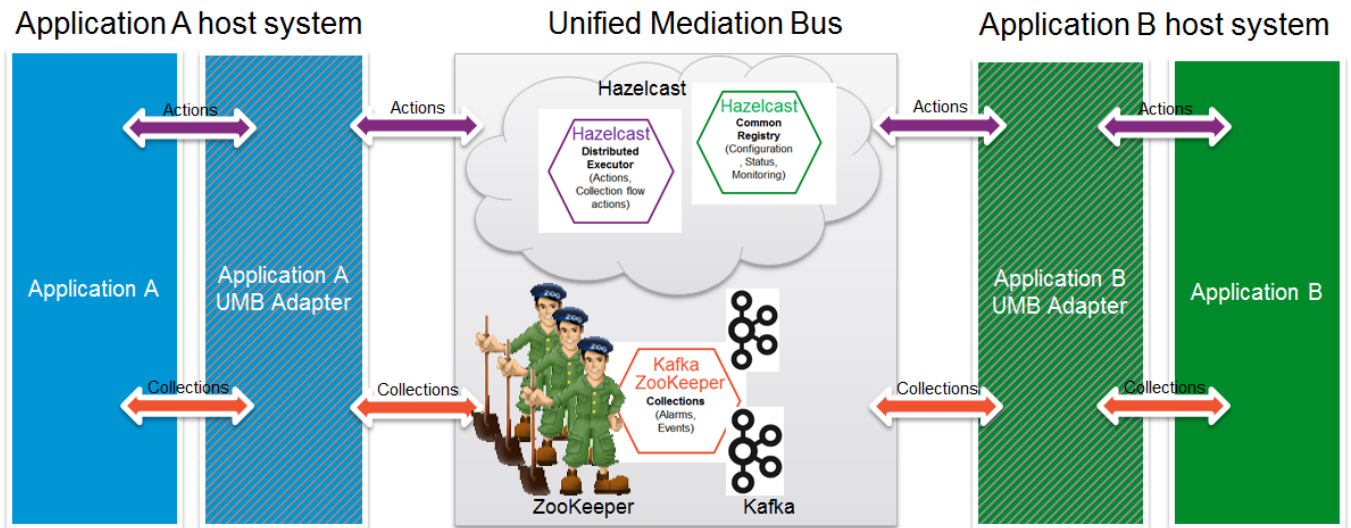 Application A host system
Unified Mediation Bus
Application B host system
Hazelcast
Actions
Actions
Hazelcast
Distributed
Executor
(Actions,
Collection flow
actions)
Hazelcast
Common
Registry
(Configuration
, Status,
Monitoring)
Actions
Actions
Application A
Application A
UMB Adapter
Application B
UMB Adapter
Application B
ZOO
Kafka
ZooKeeper
Collections
(Alarms,
Events)
Collections
Collections
Collections
Collections
ZooKeeper
Kafka